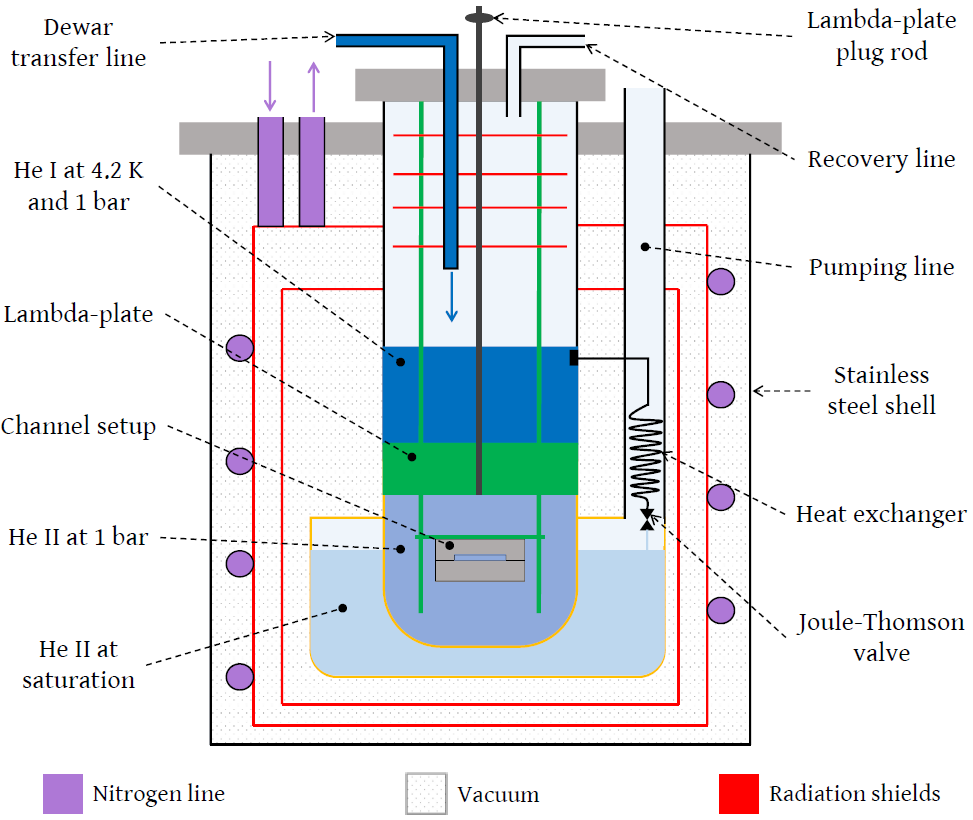 Dewar
transfer line
Lambda-plate
plug rod
He I at 4.2 K
and 1 bar
Recovery line
Lambda-plate
Pumping line
Channel setup
Stainless
steel shell
He II at 1 bar
Heat exchanger
He II at
saturation
Joule-Thomson
valve
Nitrogen line
Vacuum
Radiation shields